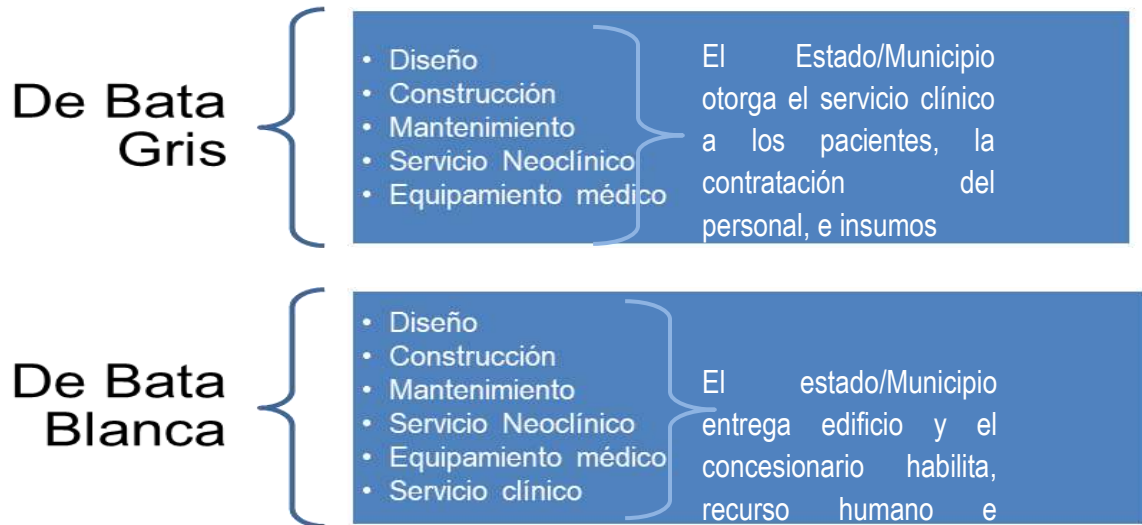 De Bata
Gris
• Diseño
• Construcción
• Mantenimiento
• Servicio Neoclínico
• Equipamiento médico
El Estado/Municipio
otorga el servicio clínico
a los pacientes, la
contratación del
personal, e insumos
De Bata
Blanca
• Diseño
• Construcción
• Mantenimiento
• Servicio Neoclínico
• Equipamiento médico
• Servicio clínico
El estado/Municipio
entrega edificio y el
concesionario habilita,
recurso humano e